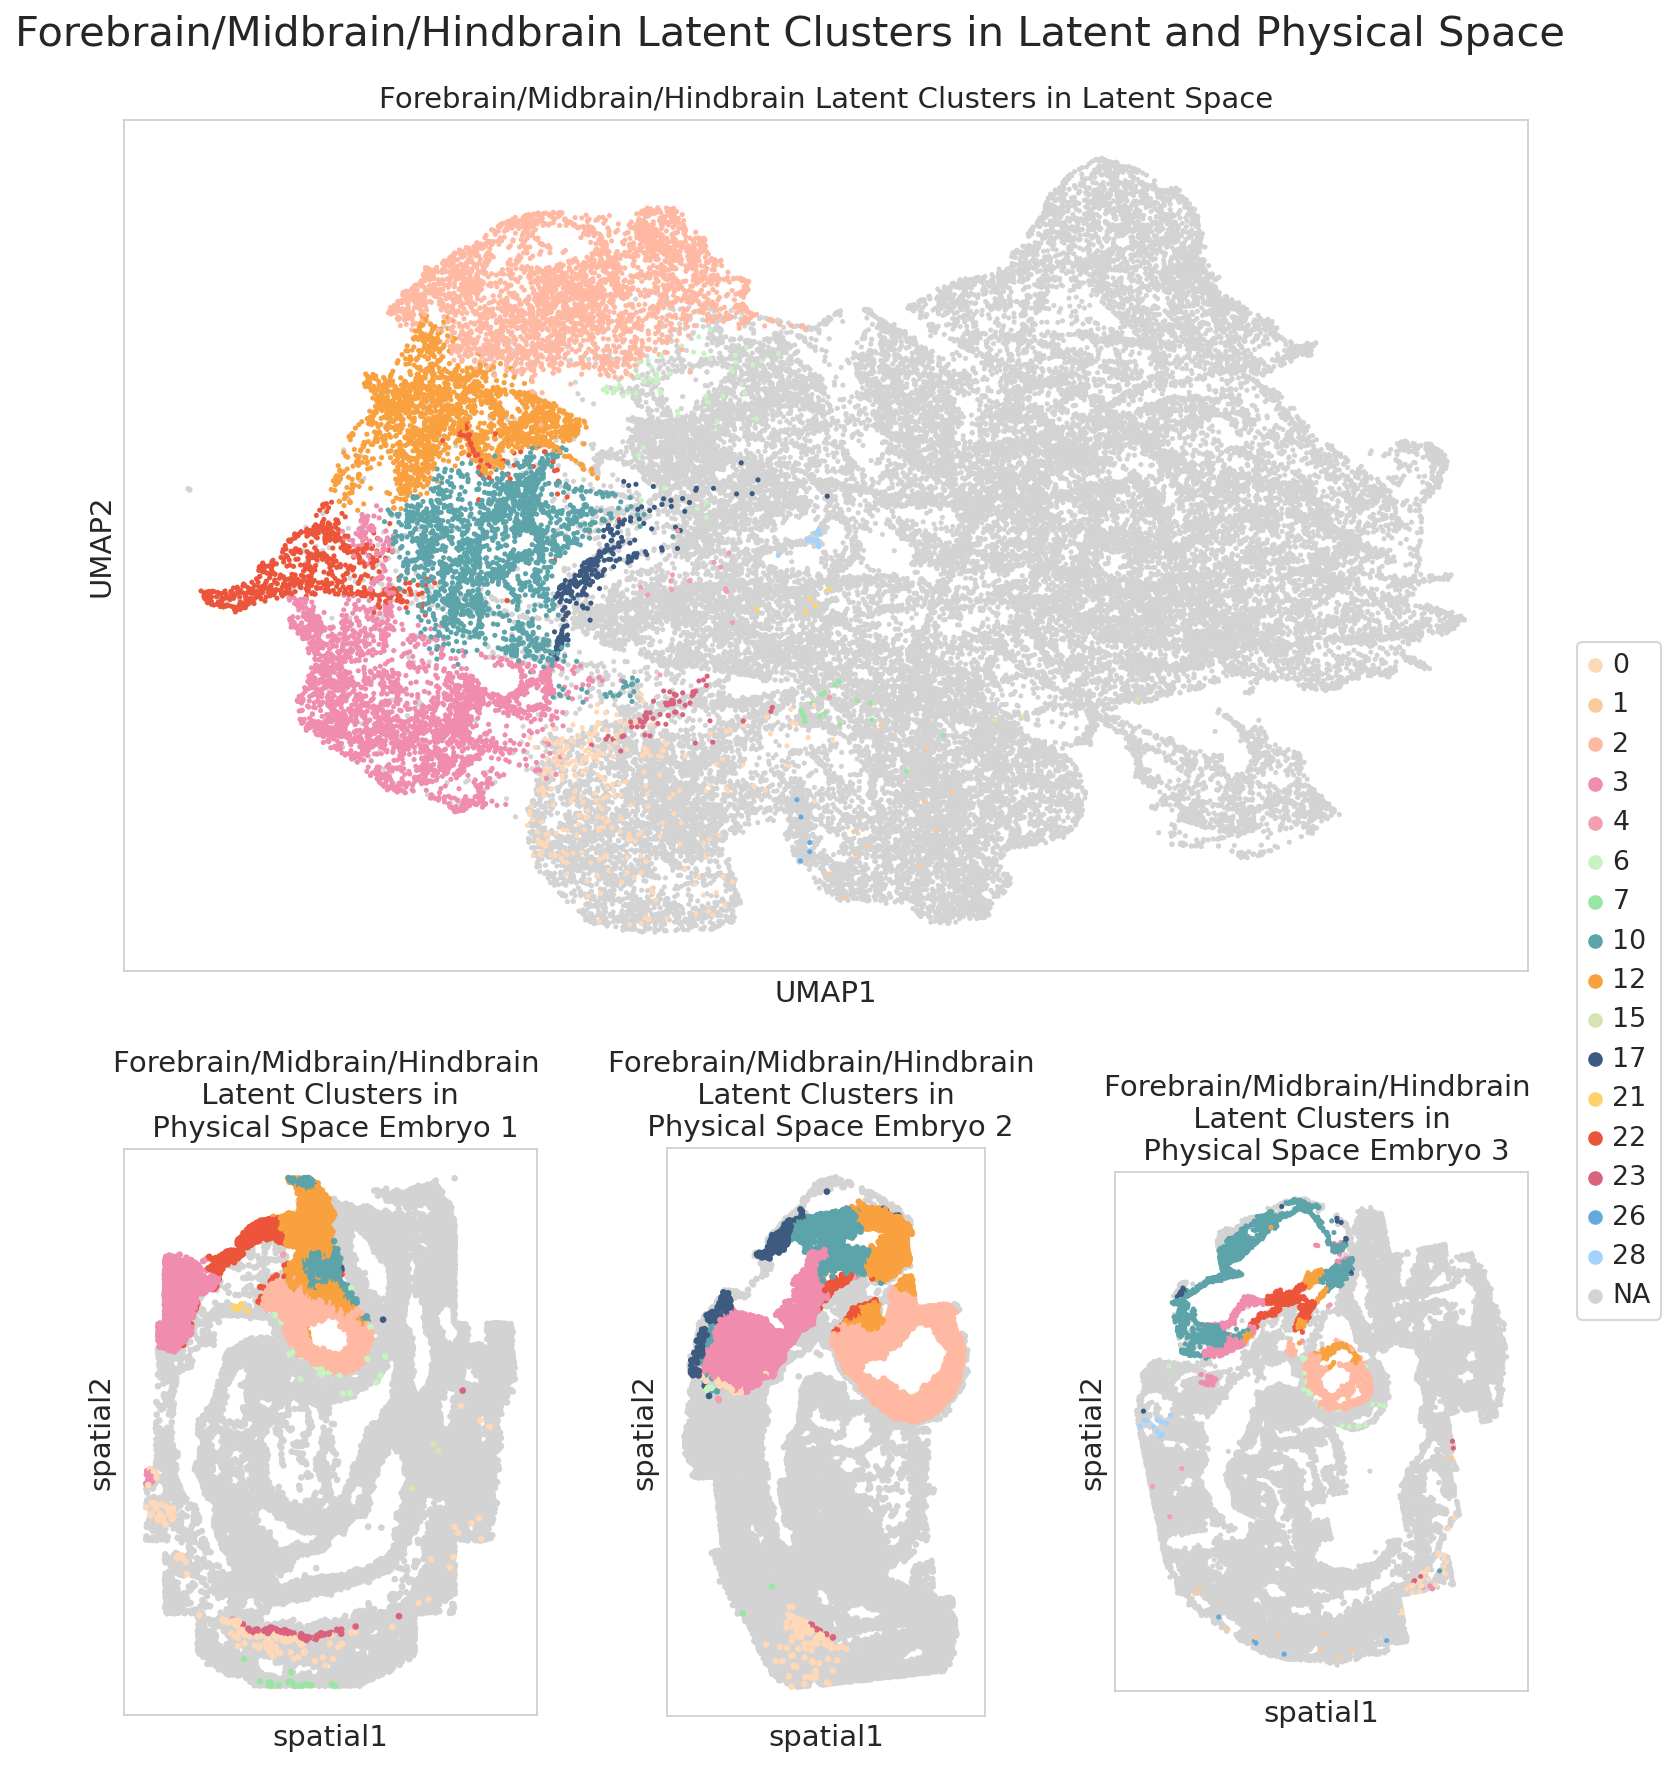 Forebrain/Midbrain/Hindbrain Latent Clusters in Latent and Physical Space
Forebrain/Midbrain/Hindbrain Latent Clusters in Latent Space
UMAP2
UMAP1
0
1
2
3
4
6
7
10
12
15
17
21
22
23
26
28
NA
Forebrain/Midbrain/Hindbrain
Latent Clusters in
Physical Space Embryo 1
spatial2
spatial1
Forebrain/Midbrain/Hindbrain
Latent Clusters in
Physical Space Embryo 2
spatial2
spatial1
Forebrain/Midbrain/Hindbrain
Latent Clusters in
Physical Space Embryo 3
spatial2
spatial1